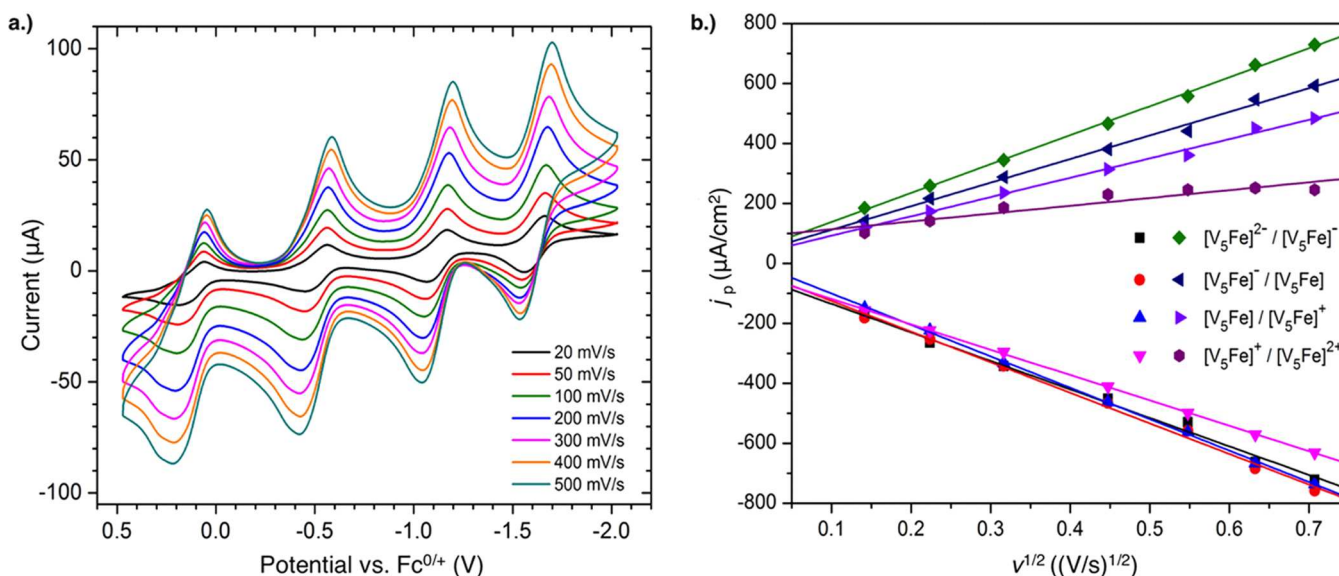 a.)
100
50
0
-50
-100
Current (µA)
0.5 0.0 -0.5 -1.0 -1.5 -2.0
Potential vs. Fc⁰/⁺ (V)
20 mV/s
50 mV/s
100 mV/s
200 mV/s
300 mV/s
400 mV/s
500 mV/s
b.)
800
600
400
200
0
-200
-400
-600
-800
jₚ (µA/cm2)
0.1 0.2 0.3 0.4 0.5 0.6 0.7
v¹/² ((V/s)¹/²)
[V₅Fe]²⁻ / [V₅Fe]⁻
[V₅Fe]⁻ / [V₅Fe]
[V₅Fe] / [V₅Fe]⁺
[V₅Fe]⁺ / [V₅Fe]²⁺